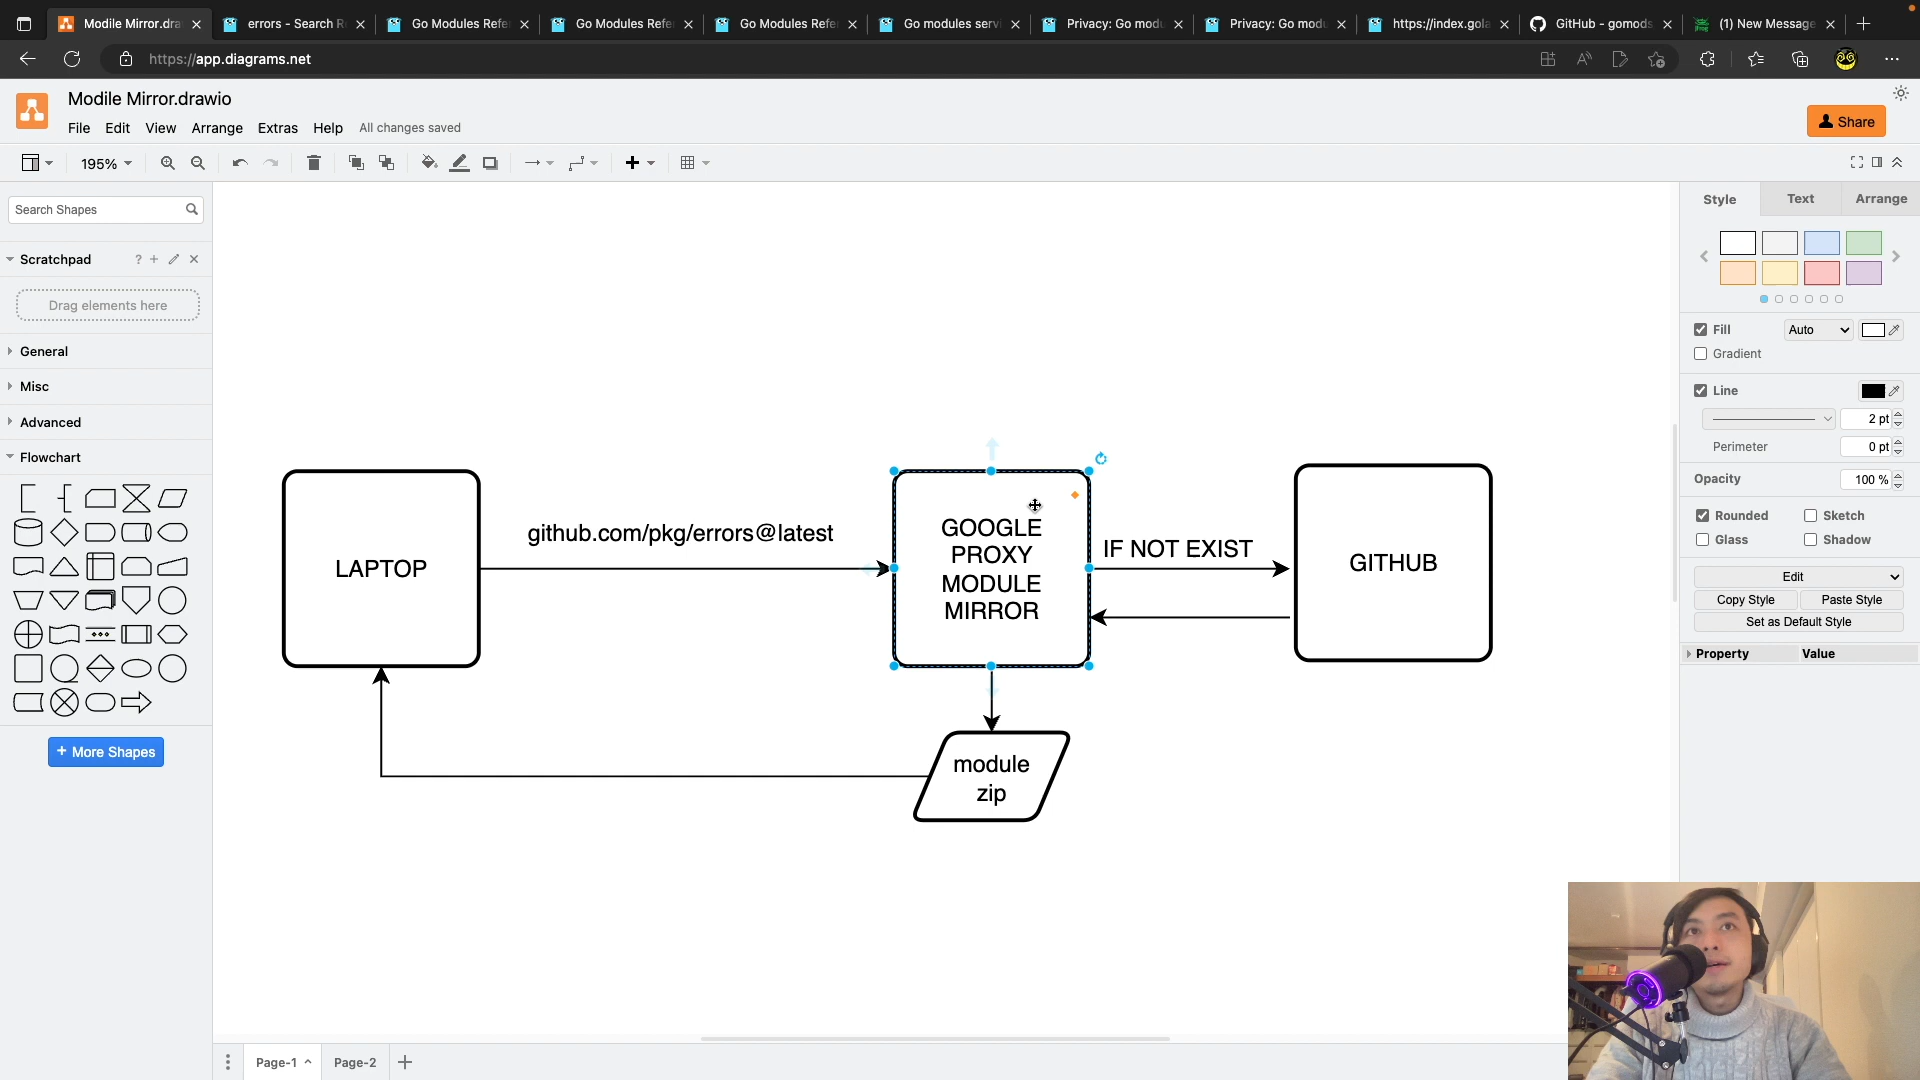 Modile Mirror.dra
errors - Search R
Go Modules Refe
Go Modules Refe
Go Modules Refe
Go modules servi
Privacy: Go modu
Privacy: Go modu
https://index.gola
GitHub - gomods
(1) New Message
https://app.diagrams.net
Modile Mirror.drawio
File Edit View Arrange Extras Help All changes saved
Share
195%
Search Shapes
Scratchpad
Drag elements here
General
Misc
Advanced
Flowchart
+ More Shapes
LAPTOP
github.com/pkg/errors@latest
GOOGLE
PROXY
MODULE
MIRROR
IF NOT EXIST
GITHUB
module
zip
Style Text Arrange
Fill Auto
Gradient
Line
2 pt
Perimeter 0 pt
Opacity 100 %
Rounded Sketch
Glass Shadow
Edit
Copy Style Paste Style
Set as Default Style
Property Value
Page-1 Page-2